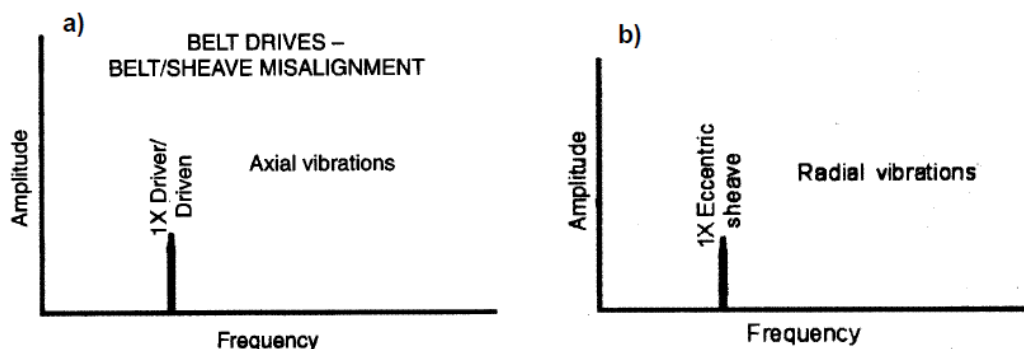 a)
BELT DRIVES –
BELT/SHEAVE MISALIGNMENT
Amplitude
1X Driver/
Driven
Axial vibrations
Frequency
b)
Amplitude
1X Eccentric
sheave
Radial vibrations
Frequency